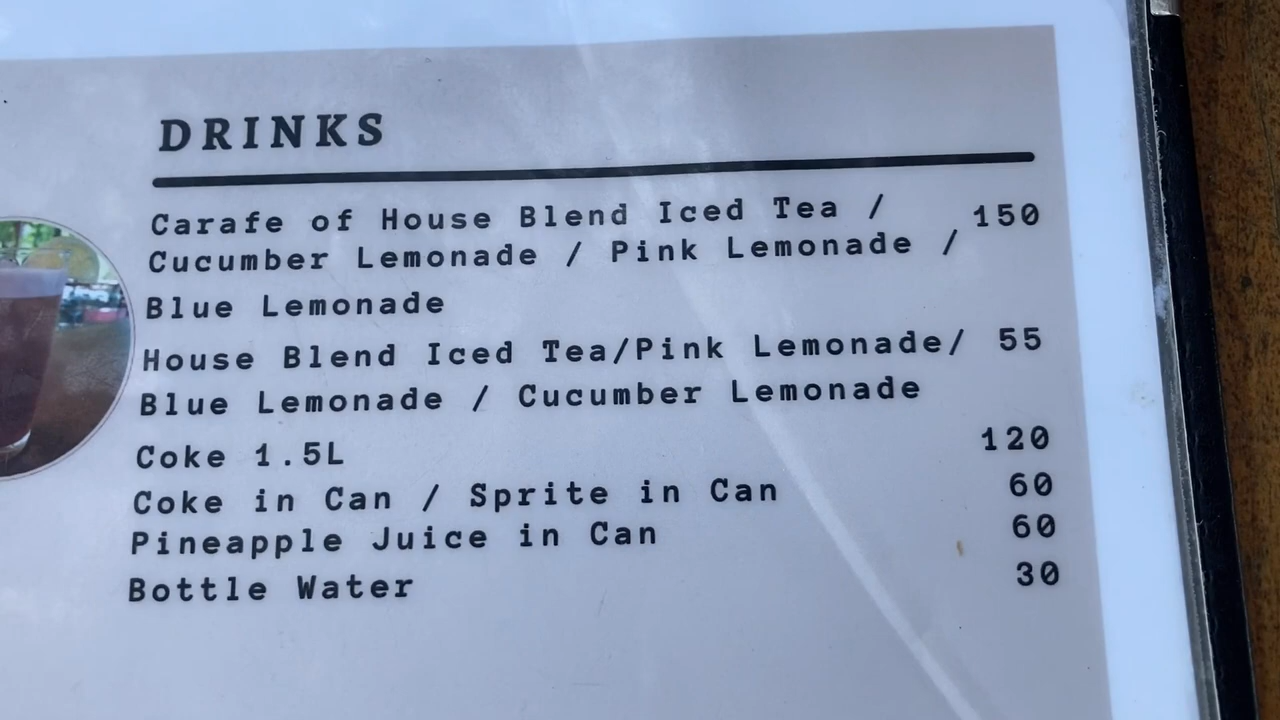 DRINKS
Carafe of House Blend Iced Tea / 150
Cucumber Lemonade / Pink Lemonade /
Blue Lemonade
House Blend Iced Tea/Pink Lemonade/ 55
Blue Lemonade / Cucumber Lemonade
Coke 1.5L 120
Coke in Can / Sprite in Can 60
Pineapple Juice in Can 60
Bottle Water 30